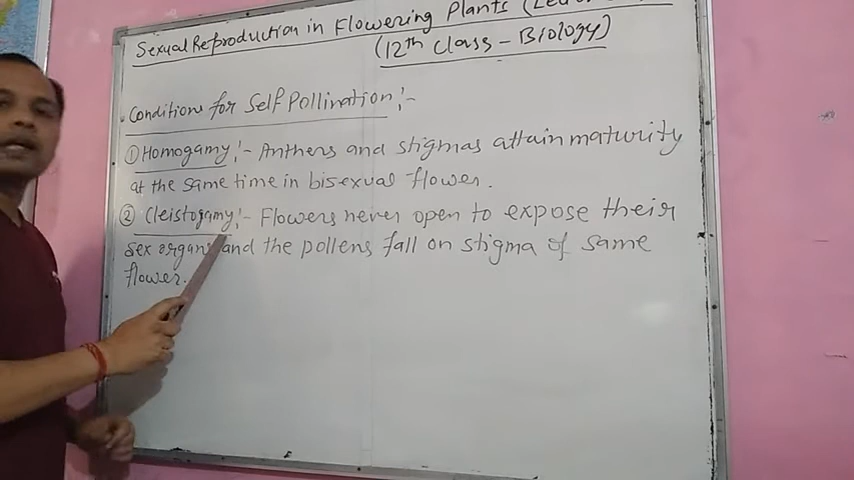 Sexual Reproduction in Flowering Plants
(12th Class - Biology)
Conditions for Self Pollination:-
① Homogamy:- Anthers and stigmas attain maturity
at the same time in bisexual flower.
② Cleistogamy:- Flowers never open to expose their
sex organs and the pollens fall on stigma of same
flower.